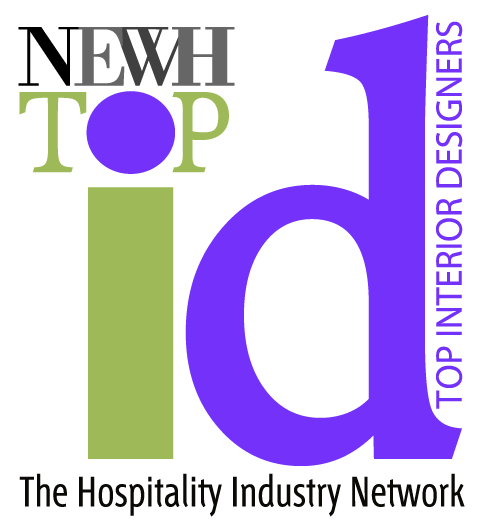 NEWH
TOP
id
TOP INTERIOR DESIGNERS
The Hospitality Industry Network